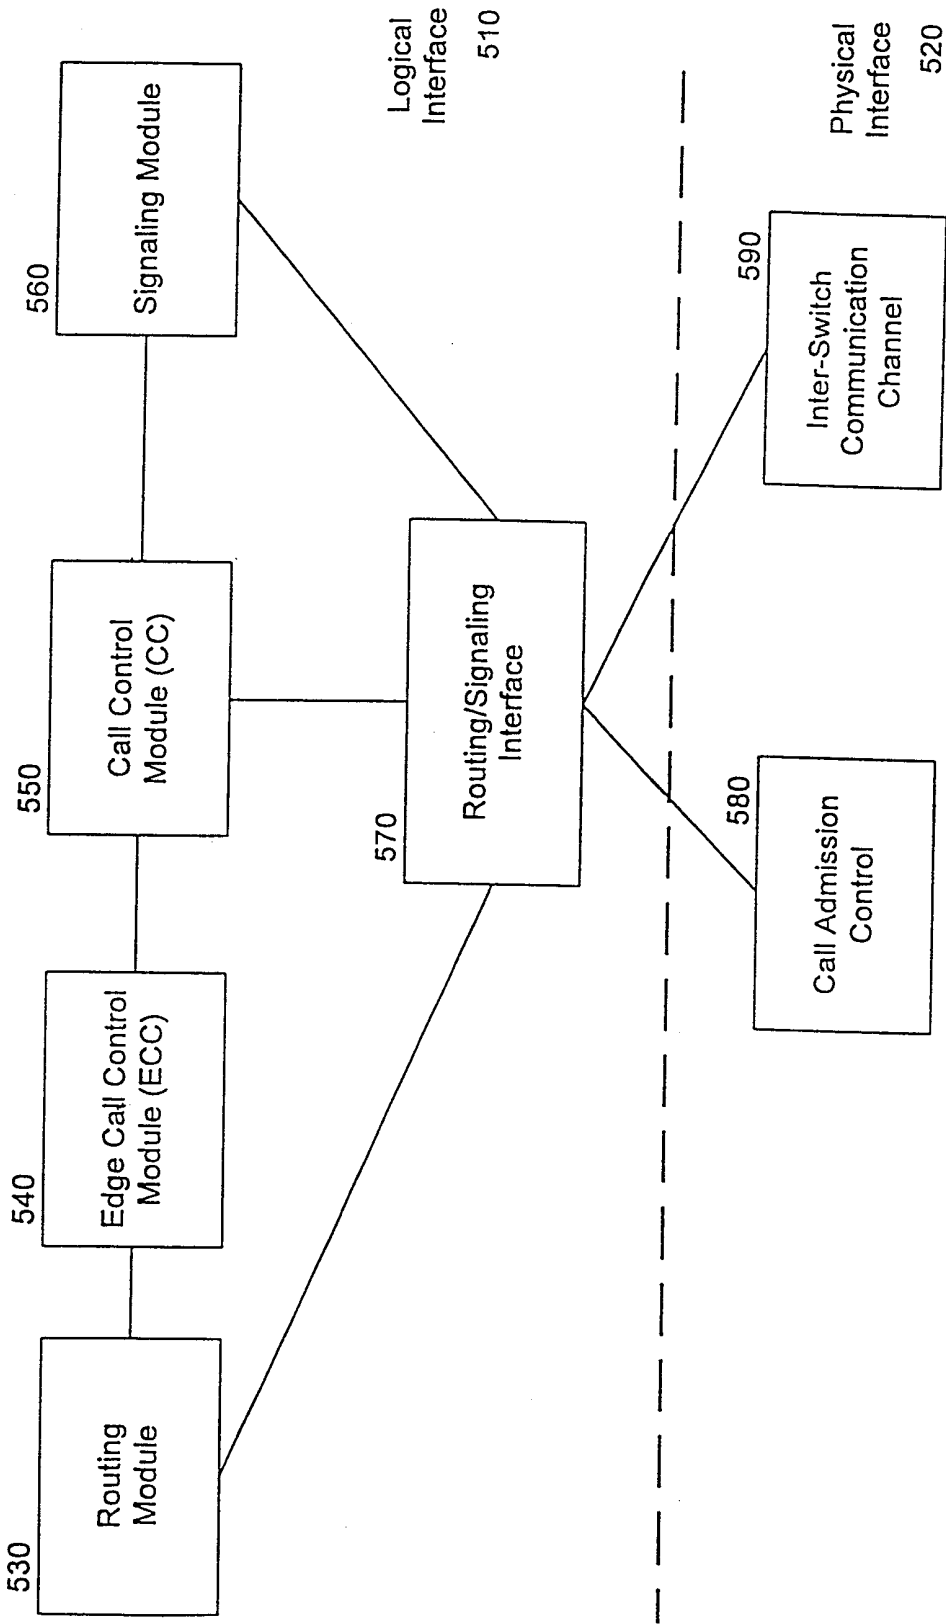 530
Routing
Module
540
Edge Call Control
Module (ECC)
550
Call Control
Module (CC)
560
Signaling Module
570
Routing/Signaling
Interface
Logical
Interface
510
580
Call Admission
Control
590
Inter-Switch
Communication
Channel
Physical
Interface
520